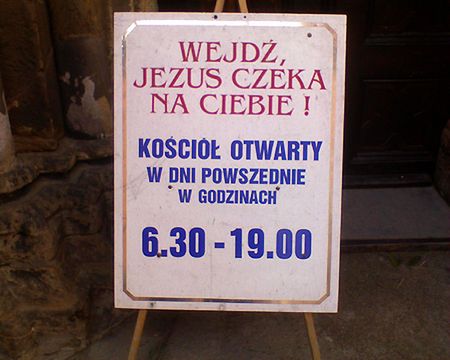 WEJDŹ,
JEZUS CZEKA
NA CIEBIE !
KOŚCIÓŁ OTWARTY
W DNI POWSZEDNIE
W GODZINACH
6.30 - 19.00